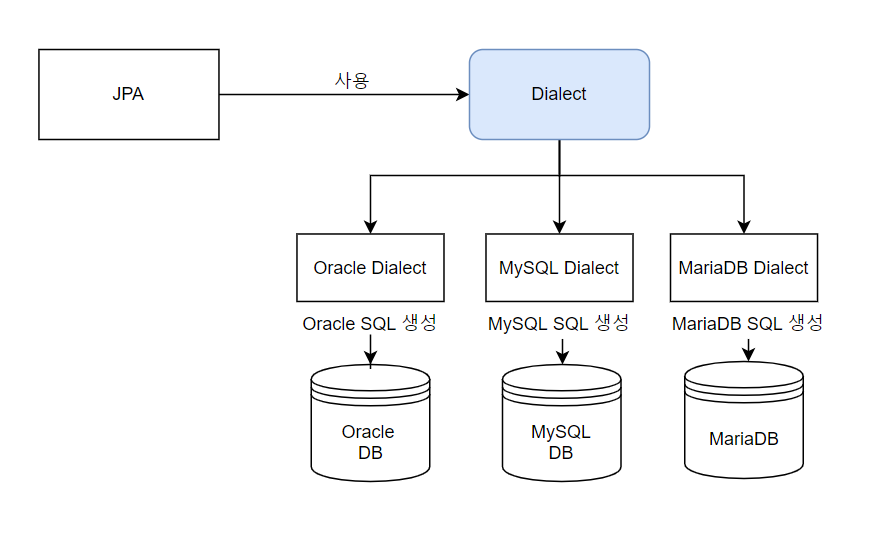 JPA
사용
Dialect
Oracle Dialect
MySQL Dialect
MariaDB Dialect
Oracle SQL 생성
MySQL SQL 생성
MariaDB SQL 생성
Oracle
DB
MySQL
DB
MariaDB